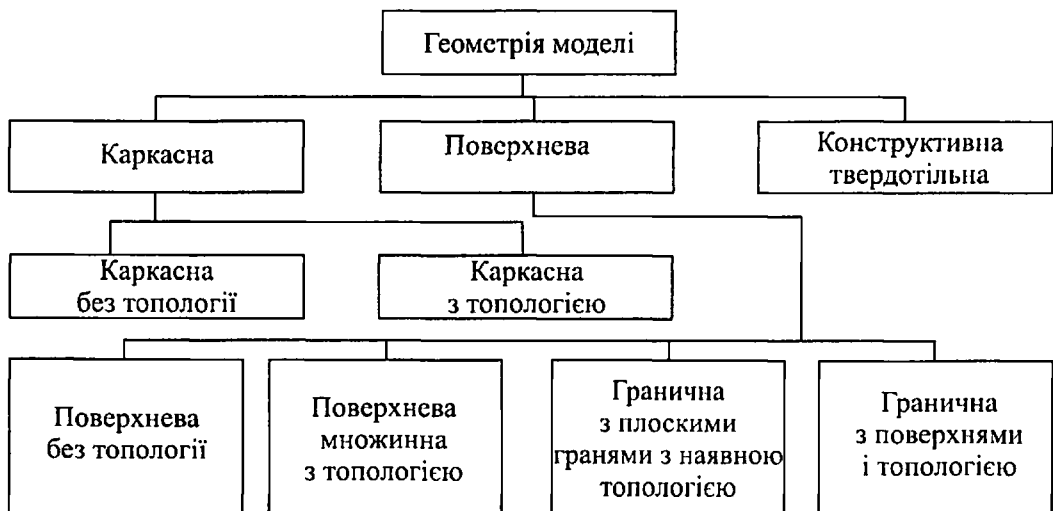 Геометрія моделі
Каркасна
Поверхнева
Конструктивна
твердотільна
Каркасна
без топології
Каркасна
з топологією
Поверхнева
без топології
Поверхнева
множинна
з топологією
Гранична
з плоскими
гранями з наявною
топологією
Гранична
з поверхнями
і топологією